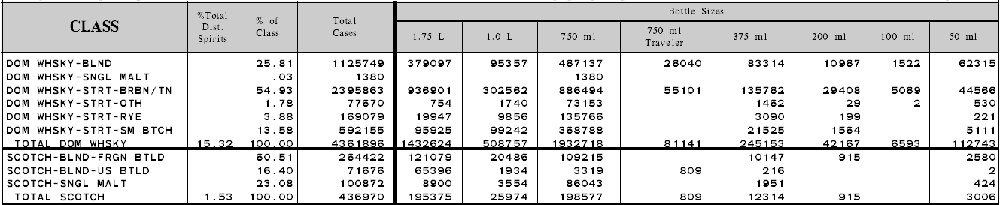 CLASS %Total Dist. Spirits % of Class Total Cases Bottle Sizes
1.75 L 1.0 L 750 ml 750 ml Traveler 375 ml 200 ml 100 ml 50 ml
DOM WHSKY-BLND 25.81 1125749 379097 95357 467137 26040 83314 10967 1522 62315
DOM WHSKY-SNGL MALT .03 1380 1380
DOM WHSKY-STRT-BRBN/TN 54.93 2395863 936901 302562 886494 55101 135762 29408 5069 44566
DOM WHSKY-STRT-OTH 1.78 77670 754 1740 73153 1462 29 2 530
DOM WHSKY-STRT-RYE 3.88 169079 19947 9856 135766 3090 199 221
DOM WHSKY-STRT-SM BTCH 13.58 592155 95925 99242 368788 21525 1564 5111
TOTAL DOM WHSKY 15.32 100.00 4361896 1432624 508757 1932718 81141 245153 42167 6593 112743
SCOTCH-BLND-FRGN BTLD 60.51 264422 121079 20486 109215 10147 915 2580
SCOTCH-BLND-US BTLD 16.40 71676 65396 1934 3319 809 216 2
SCOTCH-SNGL MALT 23.08 100872 8900 3554 86043 1951 424
TOTAL SCOTCH 1.53 100.00 436970 195375 25974 198577 809 12314 915 3006